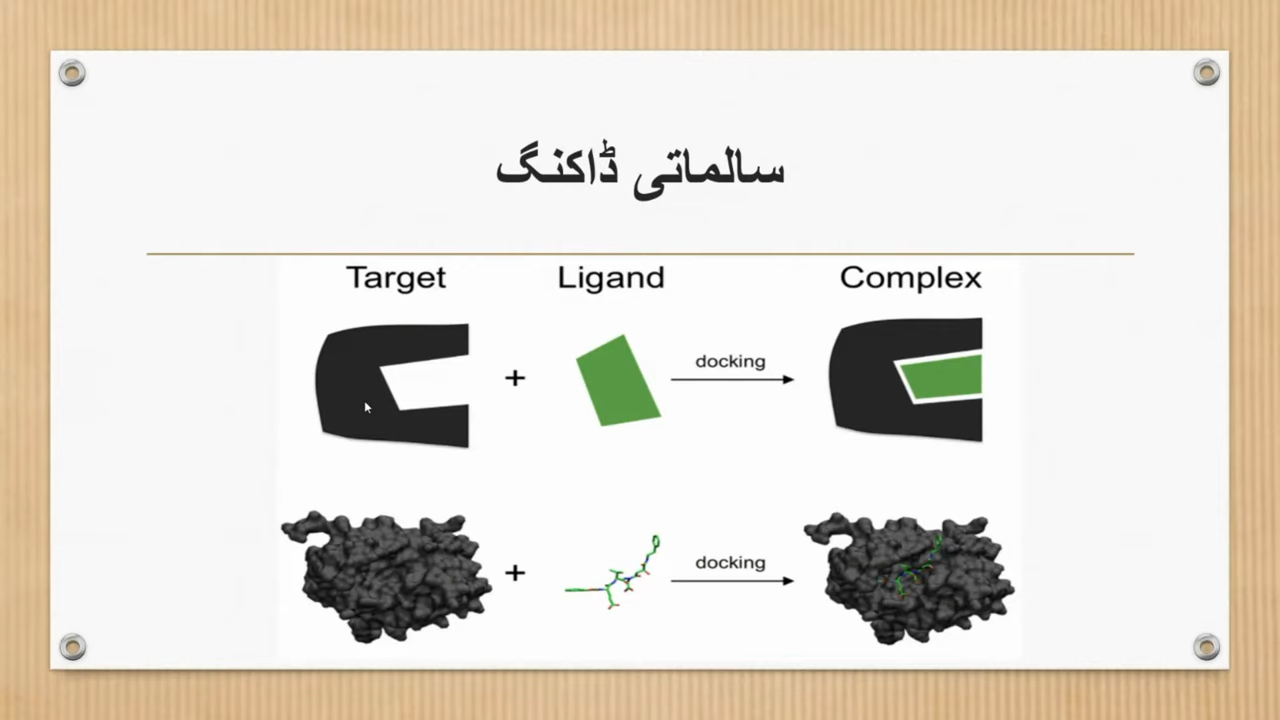 سالماتی ڈاکنگ
Target Ligand Complex
+ docking
+ docking